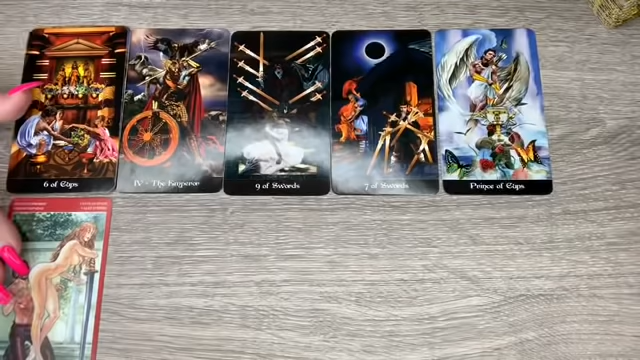 6 of Cups
IV - The Emperor
9 of Swords
7 of Swords
Prince of Cups